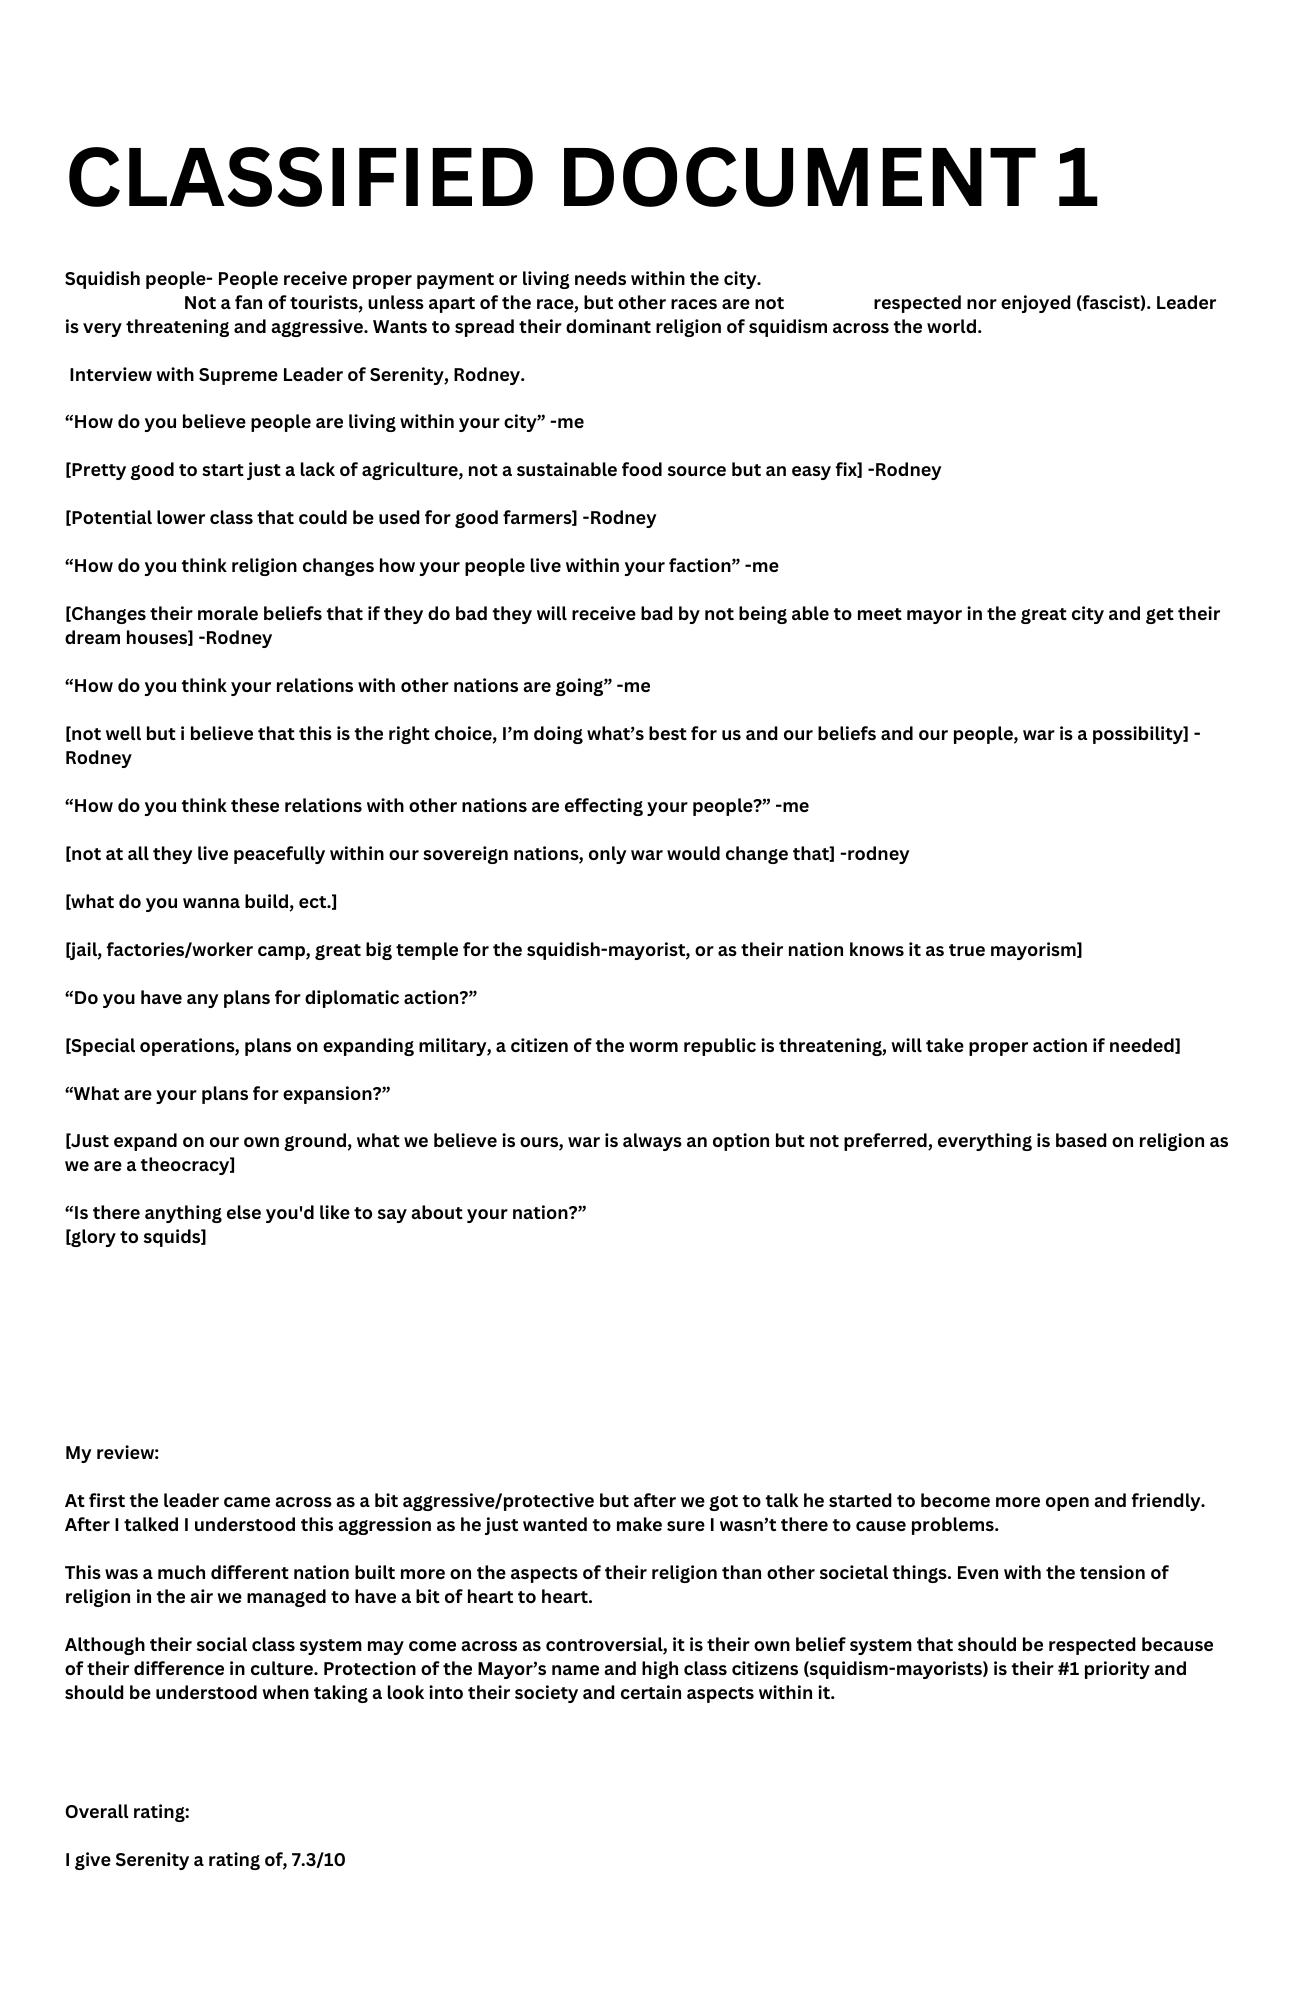 CLASSIFIED DOCUMENT 1
Squidish people- People receive proper payment or living needs within the city.
Not a fan of tourists, unless apart of the race, but other races are not respected nor enjoyed (fascist). Leader
is very threatening and aggressive. Wants to spread their dominant religion of squidism across the world.
Interview with Supreme Leader of Serenity, Rodney.
“How do you believe people are living within your city” -me
[Pretty good to start just a lack of agriculture, not a sustainable food source but an easy fix] -Rodney
[Potential lower class that could be used for good farmers] -Rodney
“How do you think religion changes how your people live within your faction” -me
[Changes their morale beliefs that if they do bad they will receive bad by not being able to meet mayor in the great city and get their
dream houses] -Rodney
“How do you think your relations with other nations are going” -me
[not well but i believe that this is the right choice, I’m doing what’s best for us and our beliefs and our people, war is a possibility] -
Rodney
“How do you think these relations with other nations are effecting your people?” -me
[not at all they live peacefully within our sovereign nations, only war would change that] -rodney
[what do you wanna build, ect.]
[jail, factories/worker camp, great big temple for the squidish-mayorist, or as their nation knows it as true mayorism]
“Do you have any plans for diplomatic action?”
[Special operations, plans on expanding military, a citizen of the worm republic is threatening, will take proper action if needed]
“What are your plans for expansion?”
[Just expand on our own ground, what we believe is ours, war is always an option but not preferred, everything is based on religion as
we are a theocracy]
“Is there anything else you'd like to say about your nation?”
[glory to squids]
My review:
At first the leader came across as a bit aggressive/protective but after we got to talk he started to become more open and friendly.
After I talked I understood this aggression as he just wanted to make sure I wasn’t there to cause problems.
This was a much different nation built more on the aspects of their religion than other societal things. Even with the tension of
religion in the air we managed to have a bit of heart to heart.
Although their social class system may come across as controversial, it is their own belief system that should be respected because
of their difference in culture. Protection of the Mayor’s name and high class citizens (squidism-mayorists) is their #1 priority and
should be understood when taking a look into their society and certain aspects within it.
Overall rating:
I give Serenity a rating of, 7.3/10